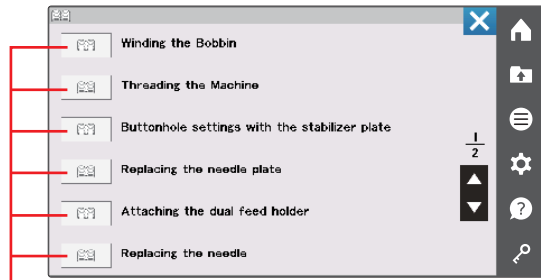 Winding the Bobbin
Threading the Machine
Buttonhole settings with the stabilizer plate
1
2
Replacing the needle plate
Attaching the dual feed holder
?
Replacing the needle